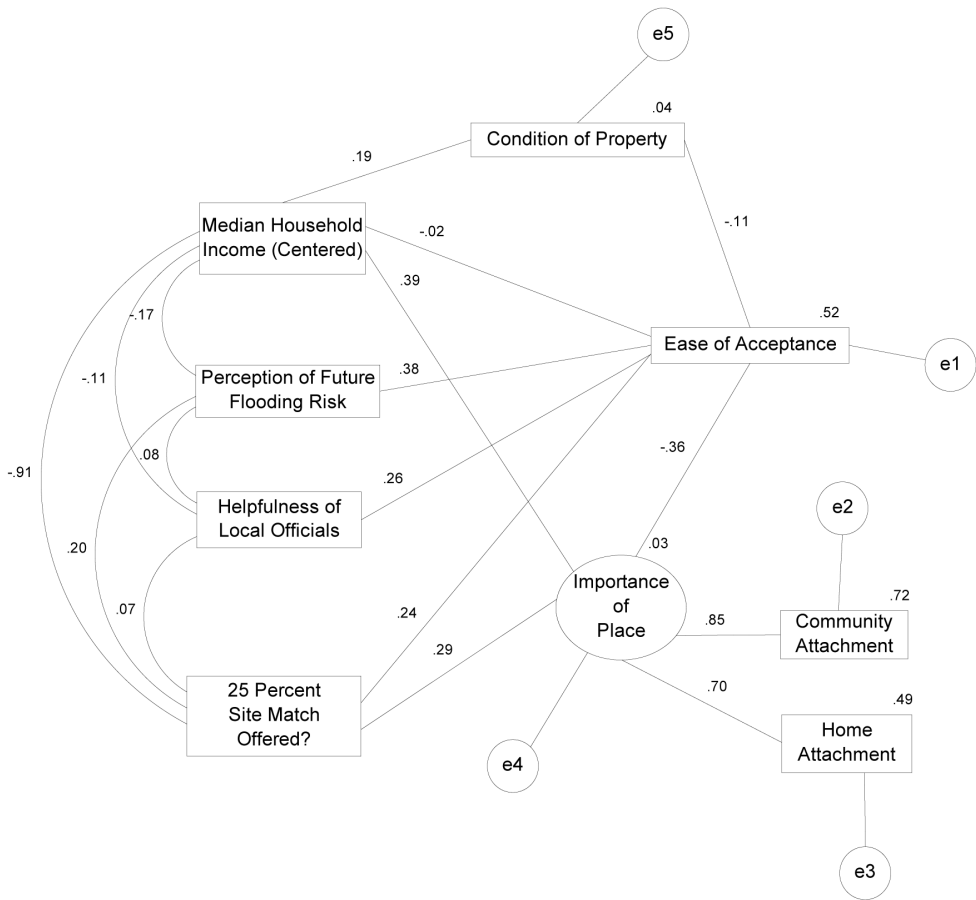 e5
.04
Condition of Property
.19
Median Household
Income (Centered)
-.02
-.11
.39
-.17
.52
Ease of Acceptance
e1
-.11
Perception of Future
Flooding Risk
.38
-.36
.08
-.91
.26
Helpfulness of
Local Officials
e2
.20
.03
Importance
of
Place
.72
.07
.24
.85
Community
Attachment
.29
25 Percent
Site Match
Offered?
.70
.49
Home
Attachment
e4
e3